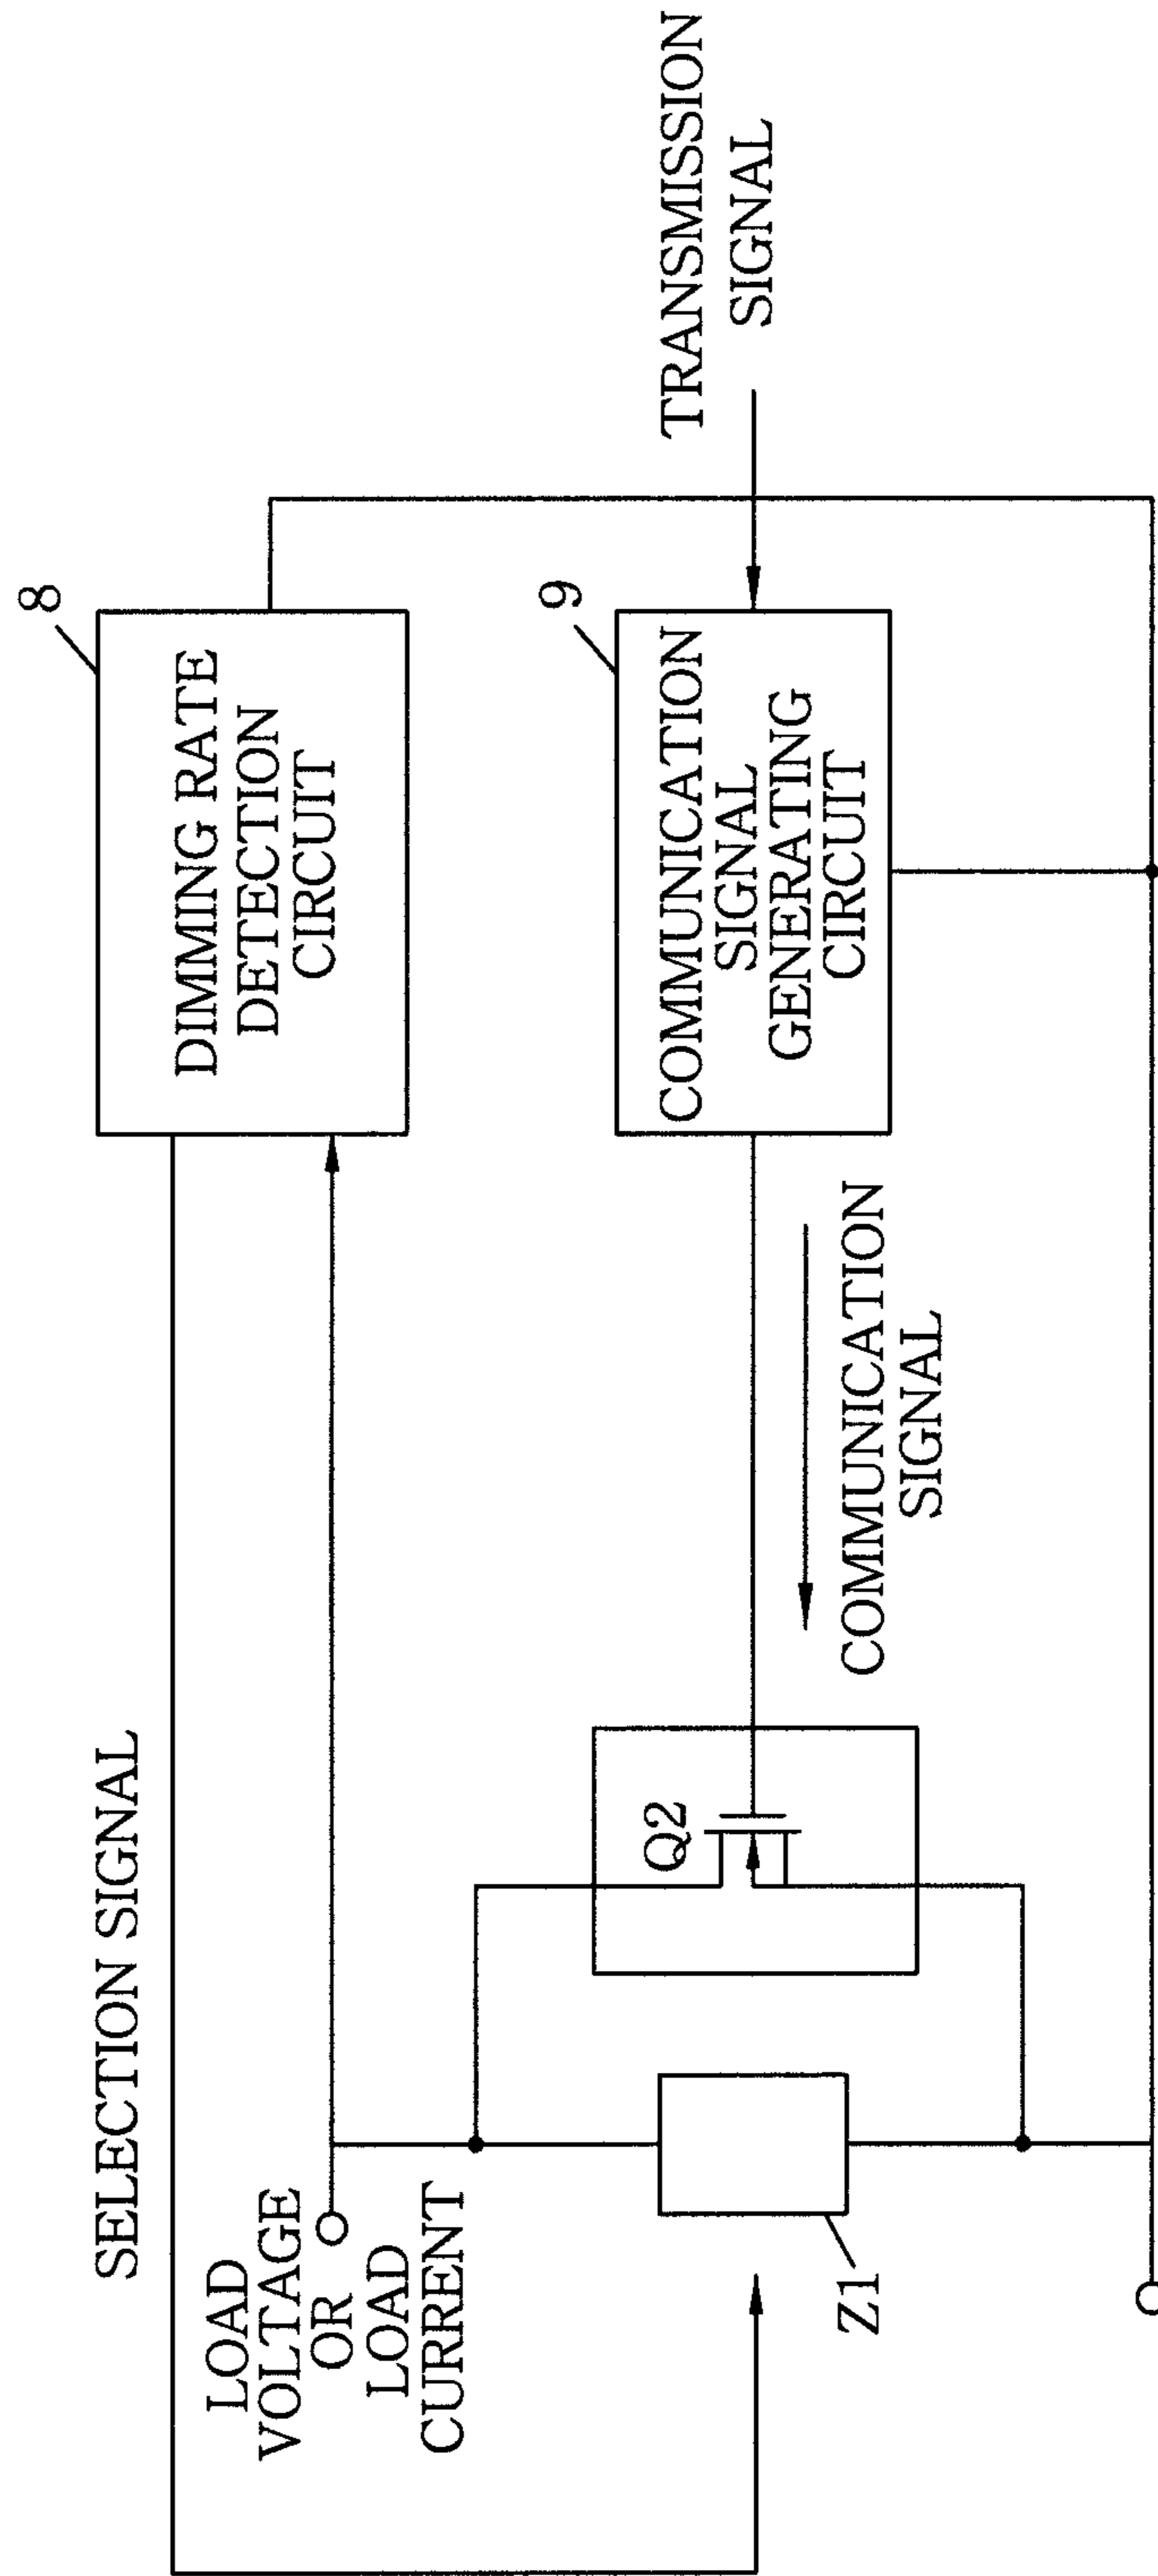 SELECTION SIGNAL
8
DIMMING RATE
DETECTION
CIRCUIT
LOAD
VOLTAGE
OR
LOAD
CURRENT
9
COMMUNICATION
SIGNAL
GENERATING
CIRCUIT
TRANSMISSION
SIGNAL
Q2
COMMUNICATION
SIGNAL
Z1